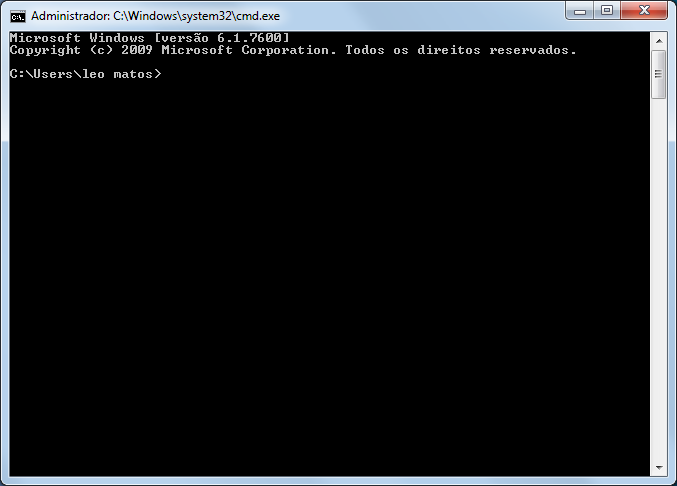 Administrador: C:\Windows\system32\cmd.exe
Microsoft Windows [versão 6.1.7600]
Copyright (c) 2009 Microsoft Corporation. Todos os direitos reservados.
C:\Users\leo matos>